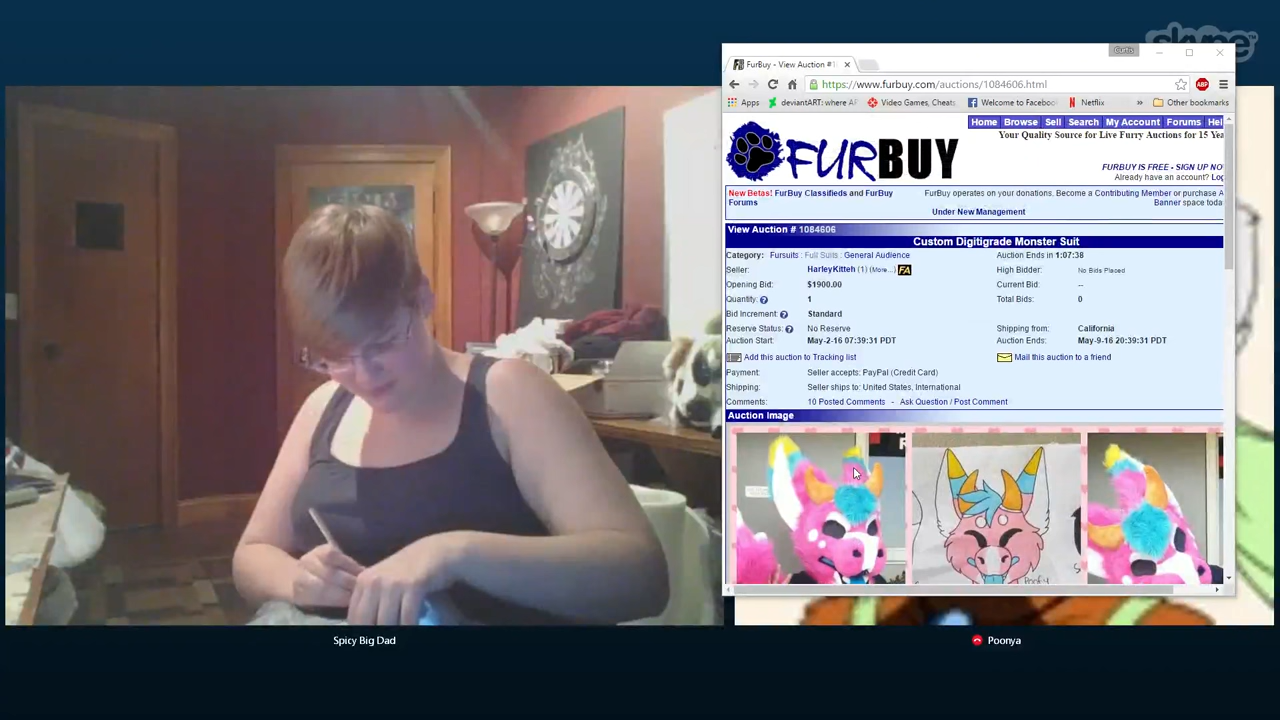 skype™
Curtis
FurBuy - View Auction #1
https://www.furbuy.com/auctions/1084606.html
ABP
Apps deviantART: where AF Video Games, Cheats Welcome to Facebook Netflix » Other bookmarks
Home Browse Sell Search My Account Forums Hel
Your Quality Source for Live Furry Auctions for 15 Yea
FURBUY
FURBUY IS FREE - SIGN UP NO
Already have an account? Log
New Betas! FurBuy Classifieds and FurBuy Forums
FurBuy operates on your donations. Become a Contributing Member or purchase A
Banner space toda
Under New Management
View Auction # 1084606
Custom Digitigrade Monster Suit
Category: Fursuits : Full Suits : General Audience
Auction Ends in 1:07:38
Seller: HarleyKitteh (1) (More...) FA
High Bidder: No Bids Placed
Opening Bid: $1900.00
Current Bid: --
Quantity: 1
Total Bids: 0
Bid Increment: Standard
Reserve Status: No Reserve
Shipping from: California
Auction Start: May-2-16 07:39:31 PDT
Auction Ends: May-9-16 20:39:31 PDT
Add this auction to Tracking list
Mail this auction to a friend
Payment: Seller accepts: PayPal (Credit Card)
Shipping: Seller ships to: United States, International
Comments: 10 Posted Comments - Ask Question / Post Comment
Auction Image
Spicy Big Dad
Poonya